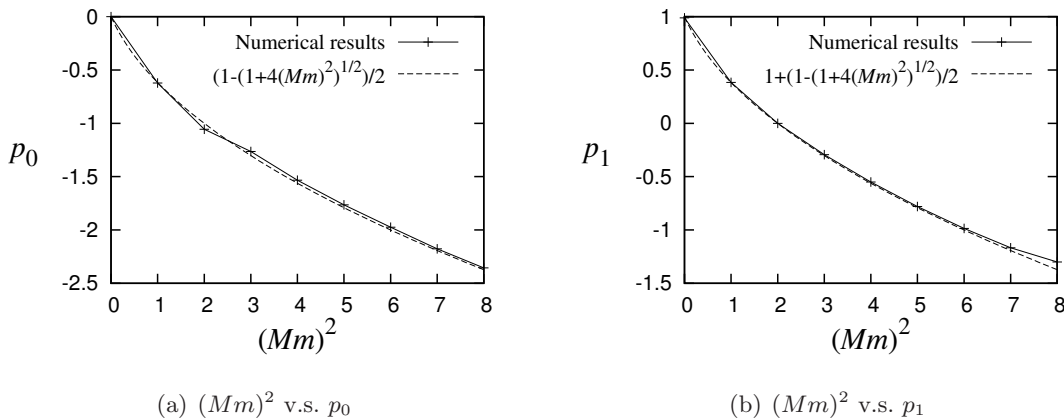 0
-0.5
-1
-1.5
-2
-2.5
p0
Numerical results
(1-(1+4(Mm)^2)^1/2)/2
0 1 2 3 4 5 6 7 8
(Mm)^2
(a) (Mm)^2 v.s. p0
1
0.5
0
-0.5
-1
-1.5
p1
Numerical results
1+(1-(1+4(Mm)^2)^1/2)/2
0 1 2 3 4 5 6 7 8
(Mm)^2
(b) (Mm)^2 v.s. p1